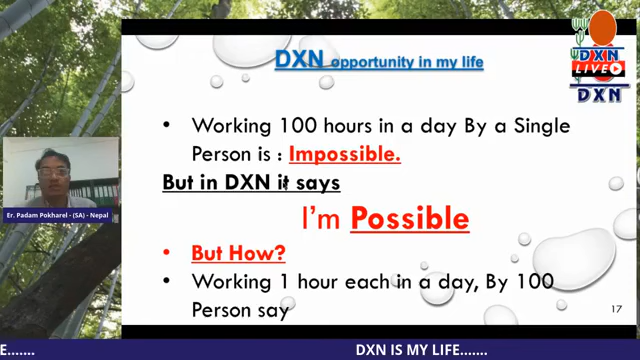 DXN opportunity in my life
DXN
LIVE
DXN
• Working 100 hours in a day By a Single
Person is : Impossible.
But in DXN it says
I'm Possible
• But How?
• Working 1 hour each in a day, By 100
Person say
17
Er. Padam Pokharel - (SA) - Nepal
E.......
DXN IS MY LIFE.......